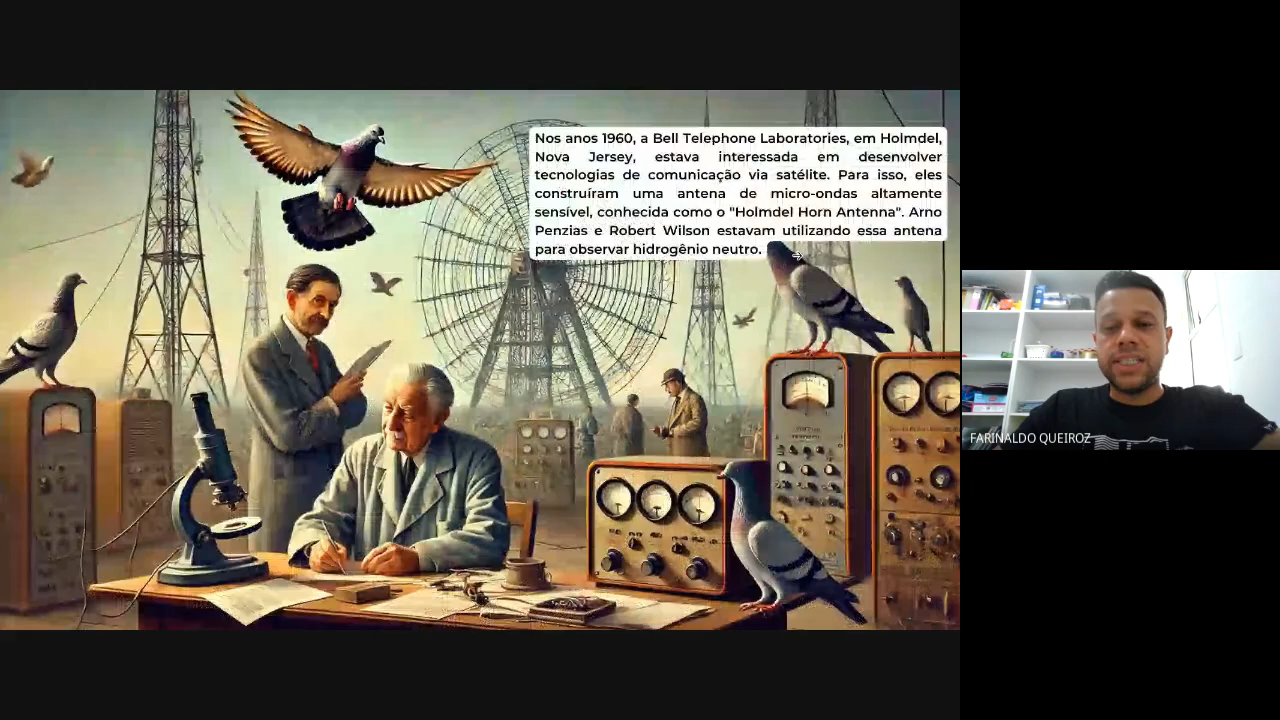 Nos anos 1960, a Bell Telephone Laboratories, em Holmdel,
Nova Jersey, estava interessada em desenvolver
tecnologias de comunicação via satélite. Para isso, eles
construíram uma antena de micro-ondas altamente
sensível, conhecida como o "Holmdel Horn Antenna". Arno
Penzias e Robert Wilson estavam utilizando essa antena
para observar hidrogênio neutro.
FARINALDO QUEIROZ